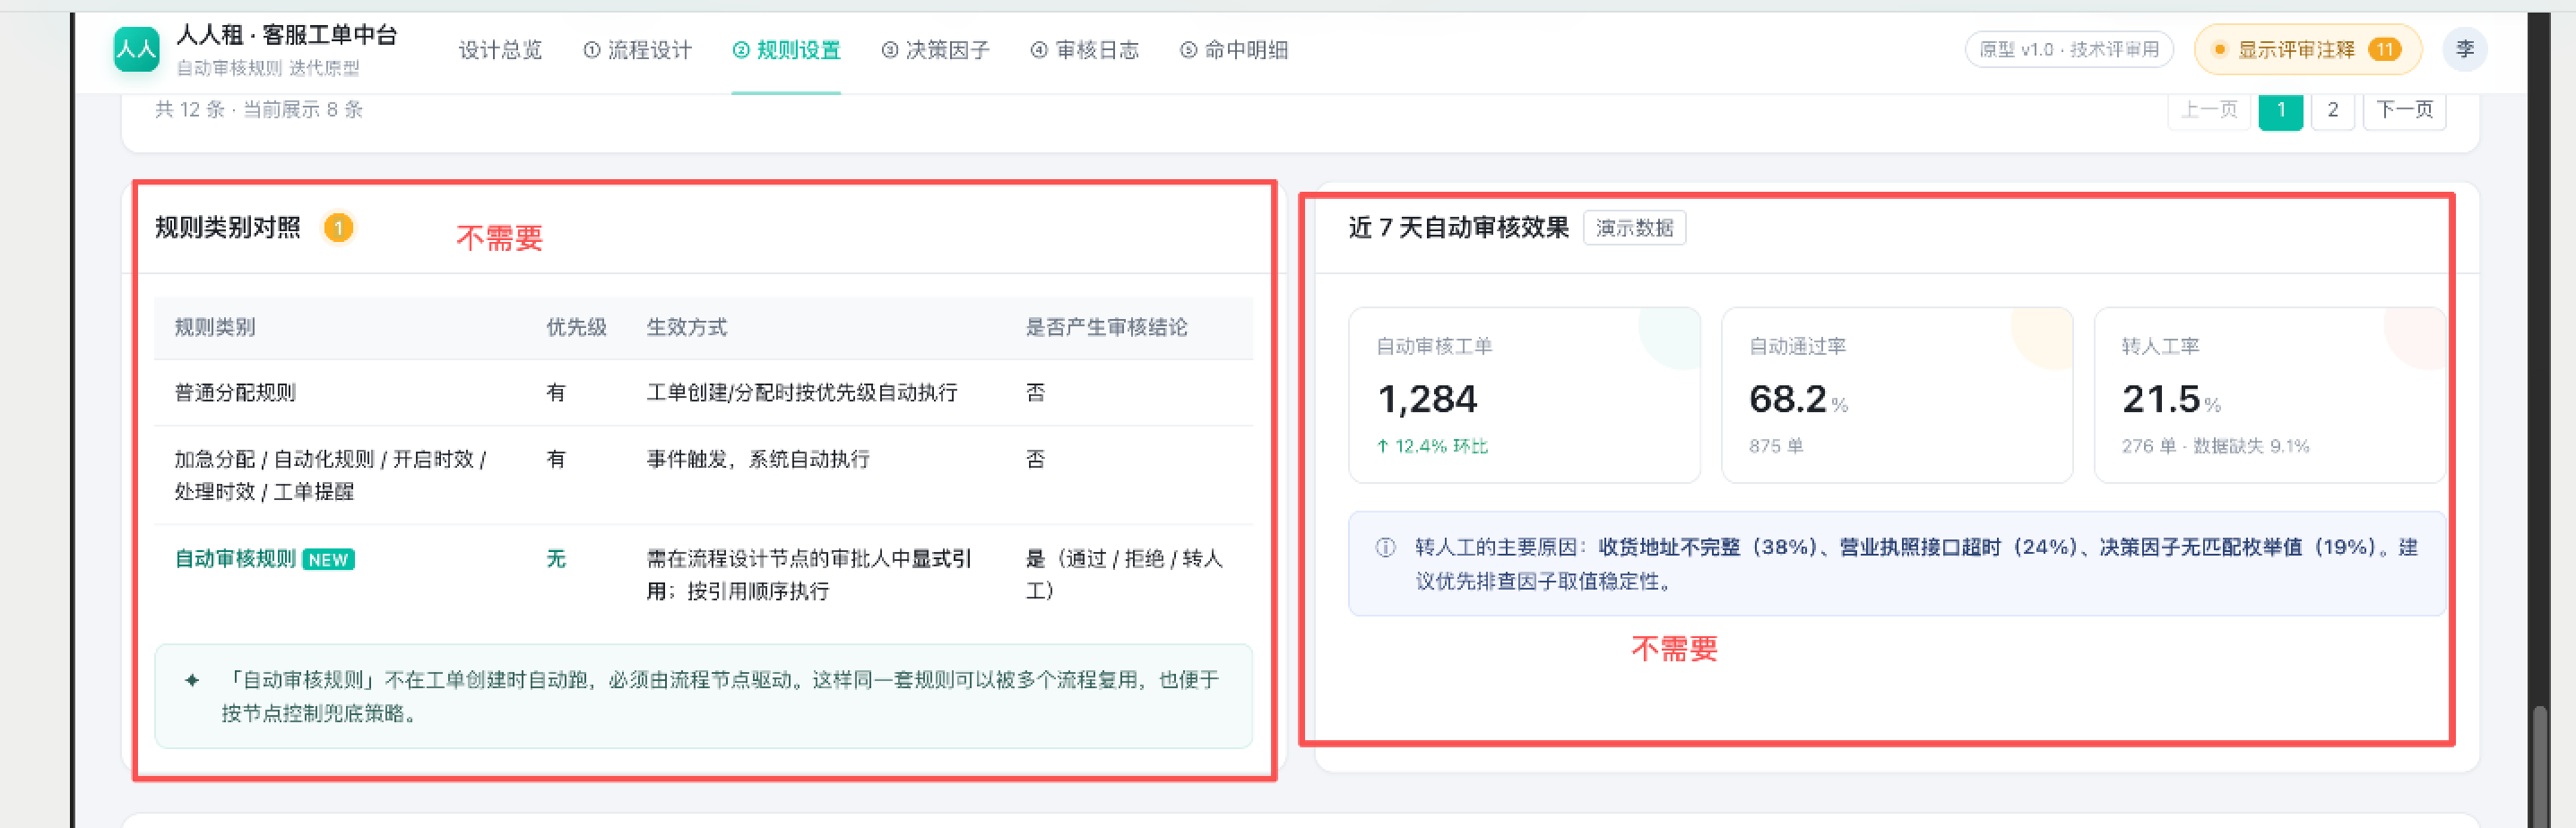 人人
人人租 · 客服工单中台
自动审核规则 迭代原型
设计总览
① 流程设计
② 规则设置
③ 决策因子
④ 审核日志
⑤ 命中明细
原型 v1.0 · 技术评审用
显示评审注释 11
李
共 12 条 · 当前展示 8 条
上一页 1 2 下一页
规则类别对照 1
不需要
规则类别 优先级 生效方式 是否产生审核结论
普通分配规则 有 工单创建/分配时按优先级自动执行 否
加急分配 / 自动化规则 / 开启时效 / 有 事件触发，系统自动执行 否
处理时效 / 工单提醒
自动审核规则 NEW 无 需在流程设计节点的审批人中显式引 是（通过 / 拒绝 / 转人
用；按引用顺序执行 工）
✦ 「自动审核规则」不在工单创建时自动跑，必须由流程节点驱动。这样同一套规则可以被多个流程复用，也便于
按节点控制兜底策略。
近 7 天自动审核效果 演示数据
自动审核工单
1,284
↑ 12.4% 环比
自动通过率
68.2%
875 单
转人工率
21.5%
276 单 · 数据缺失 9.1%
转人工的主要原因：收货地址不完整（38%）、营业执照接口超时（24%）、决策因子无匹配枚举值（19%）。建
议优先排查因子取值稳定性。
不需要